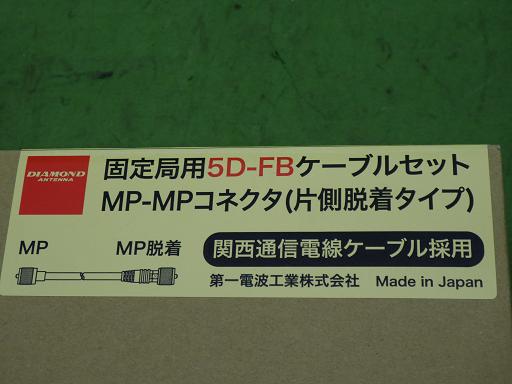 DIAMOND
ANTENNA
固定局用5D-FBケーブルセット
MP-MPコネクタ(片側脱着タイプ)
MP MP脱着
関西通信電線ケーブル採用
第一電波工業株式会社 Made in Japan